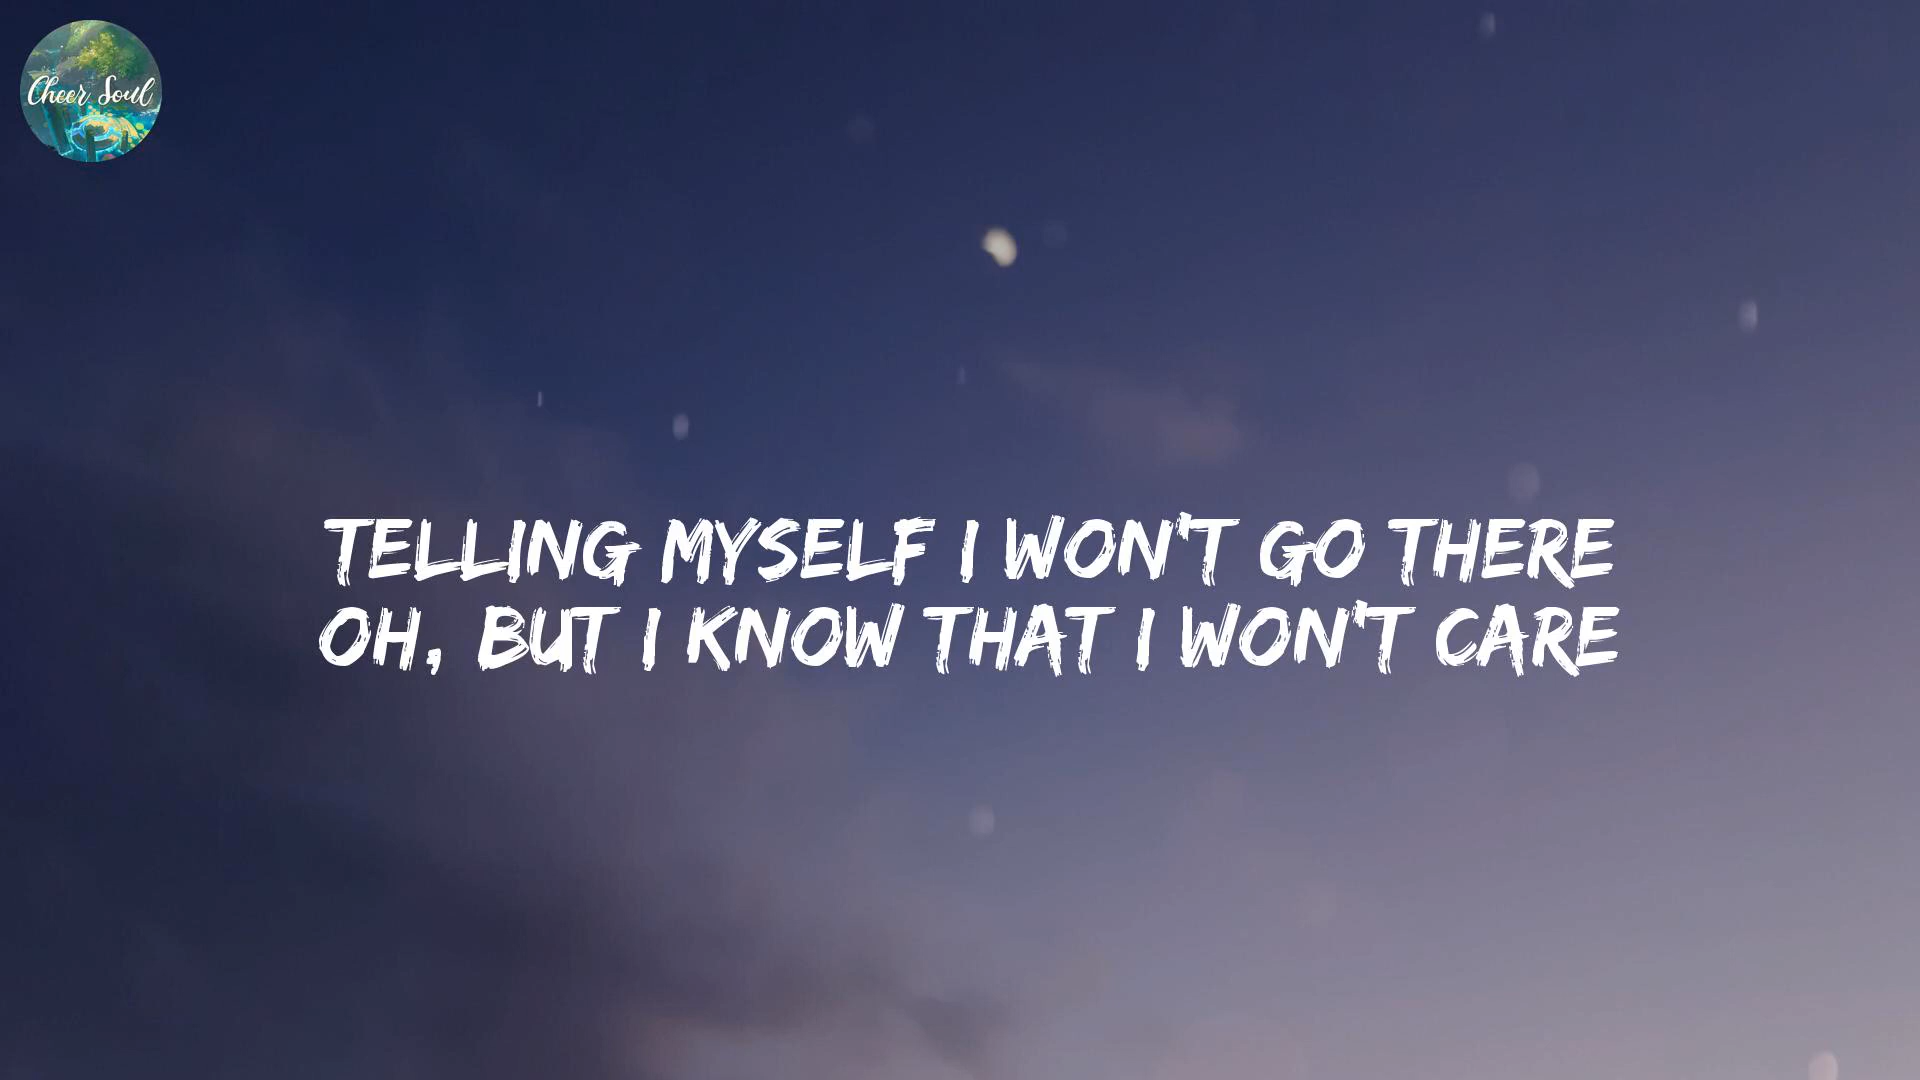 Cheer Soul
TELLING MYSELF I WON'T GO THERE
OH, BUT I KNOW THAT I WON'T CARE